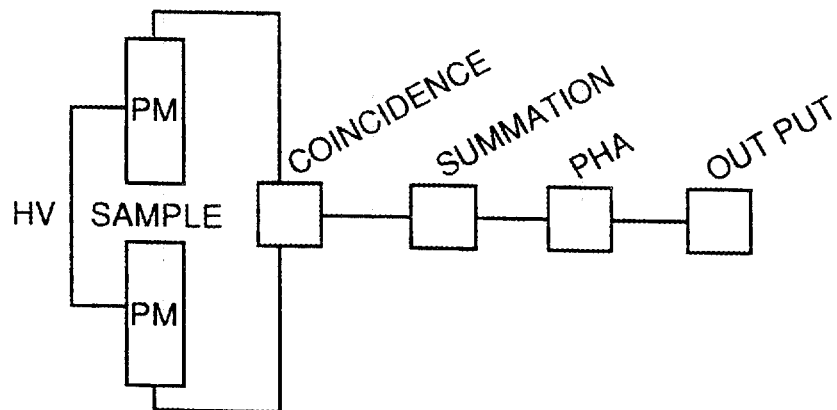 PM
COINCIDENCE
SUMMATION
PHA
OUT PUT
HV
SAMPLE
PM